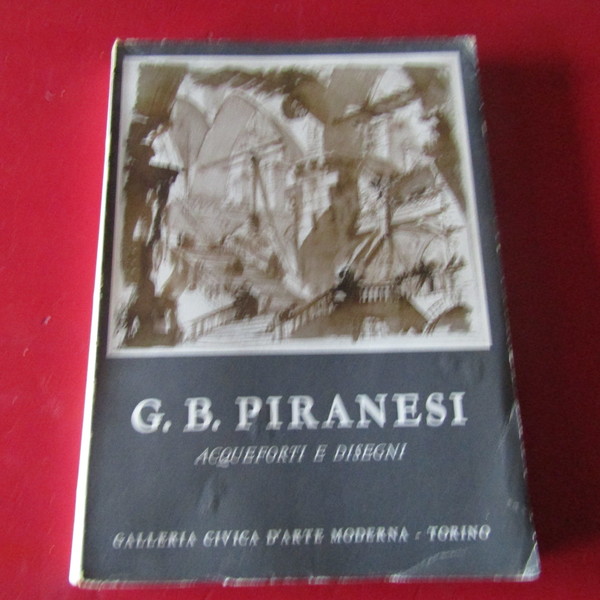 G. B. PIRANESI
ACQUEFORTI E DISEGNI
GALLERIA CIVICA D'ARTE MODERNA - TORINO